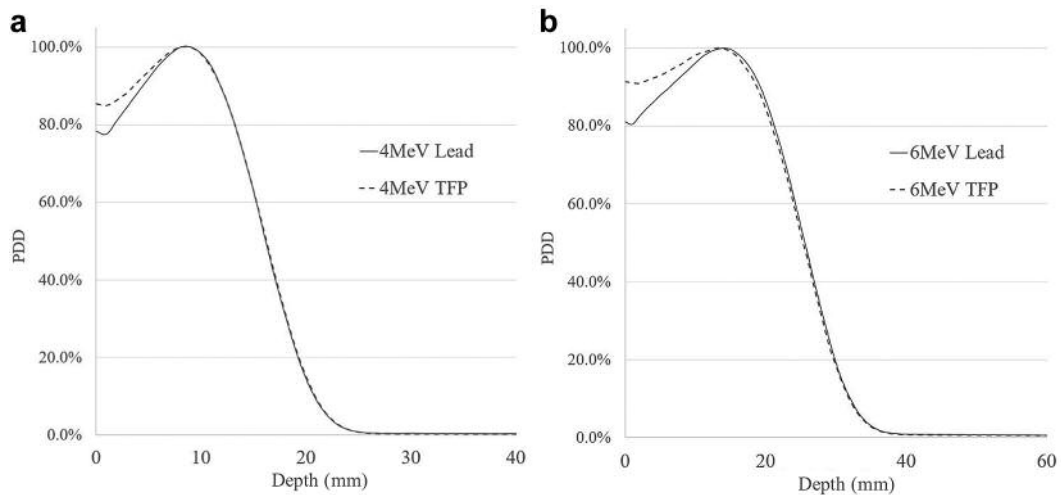 a
100.0%
80.0%
60.0%
40.0%
20.0%
0.0%
PDD
4MeV Lead
4MeV TFP
0 10 20 30 40
Depth (mm)
b
100.0%
80.0%
60.0%
40.0%
20.0%
0.0%
PDD
6MeV Lead
6MeV TFP
0 20 40 60
Depth (mm)